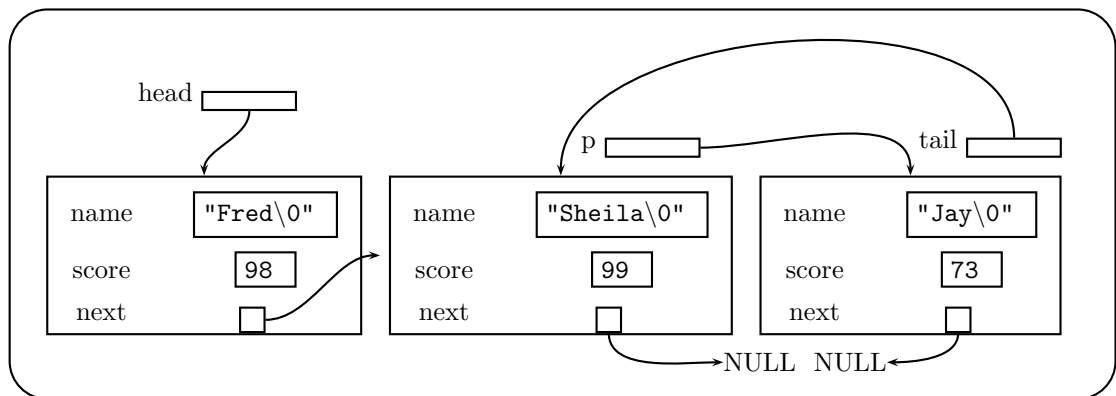 head
p
tail
name "Fred\0"
name "Sheila\0"
name "Jay\0"
score 98
score 99
score 73
next
next
next
NULL NULL